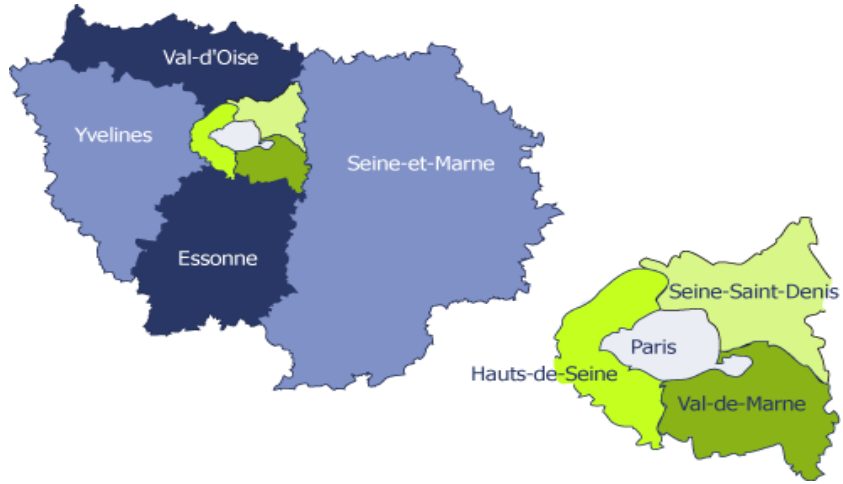 Val-d'Oise
Yvelines
Seine-et-Marne
Essonne
Seine-Saint-Denis
Paris
Hauts-de-Seine
Val-de-Marne